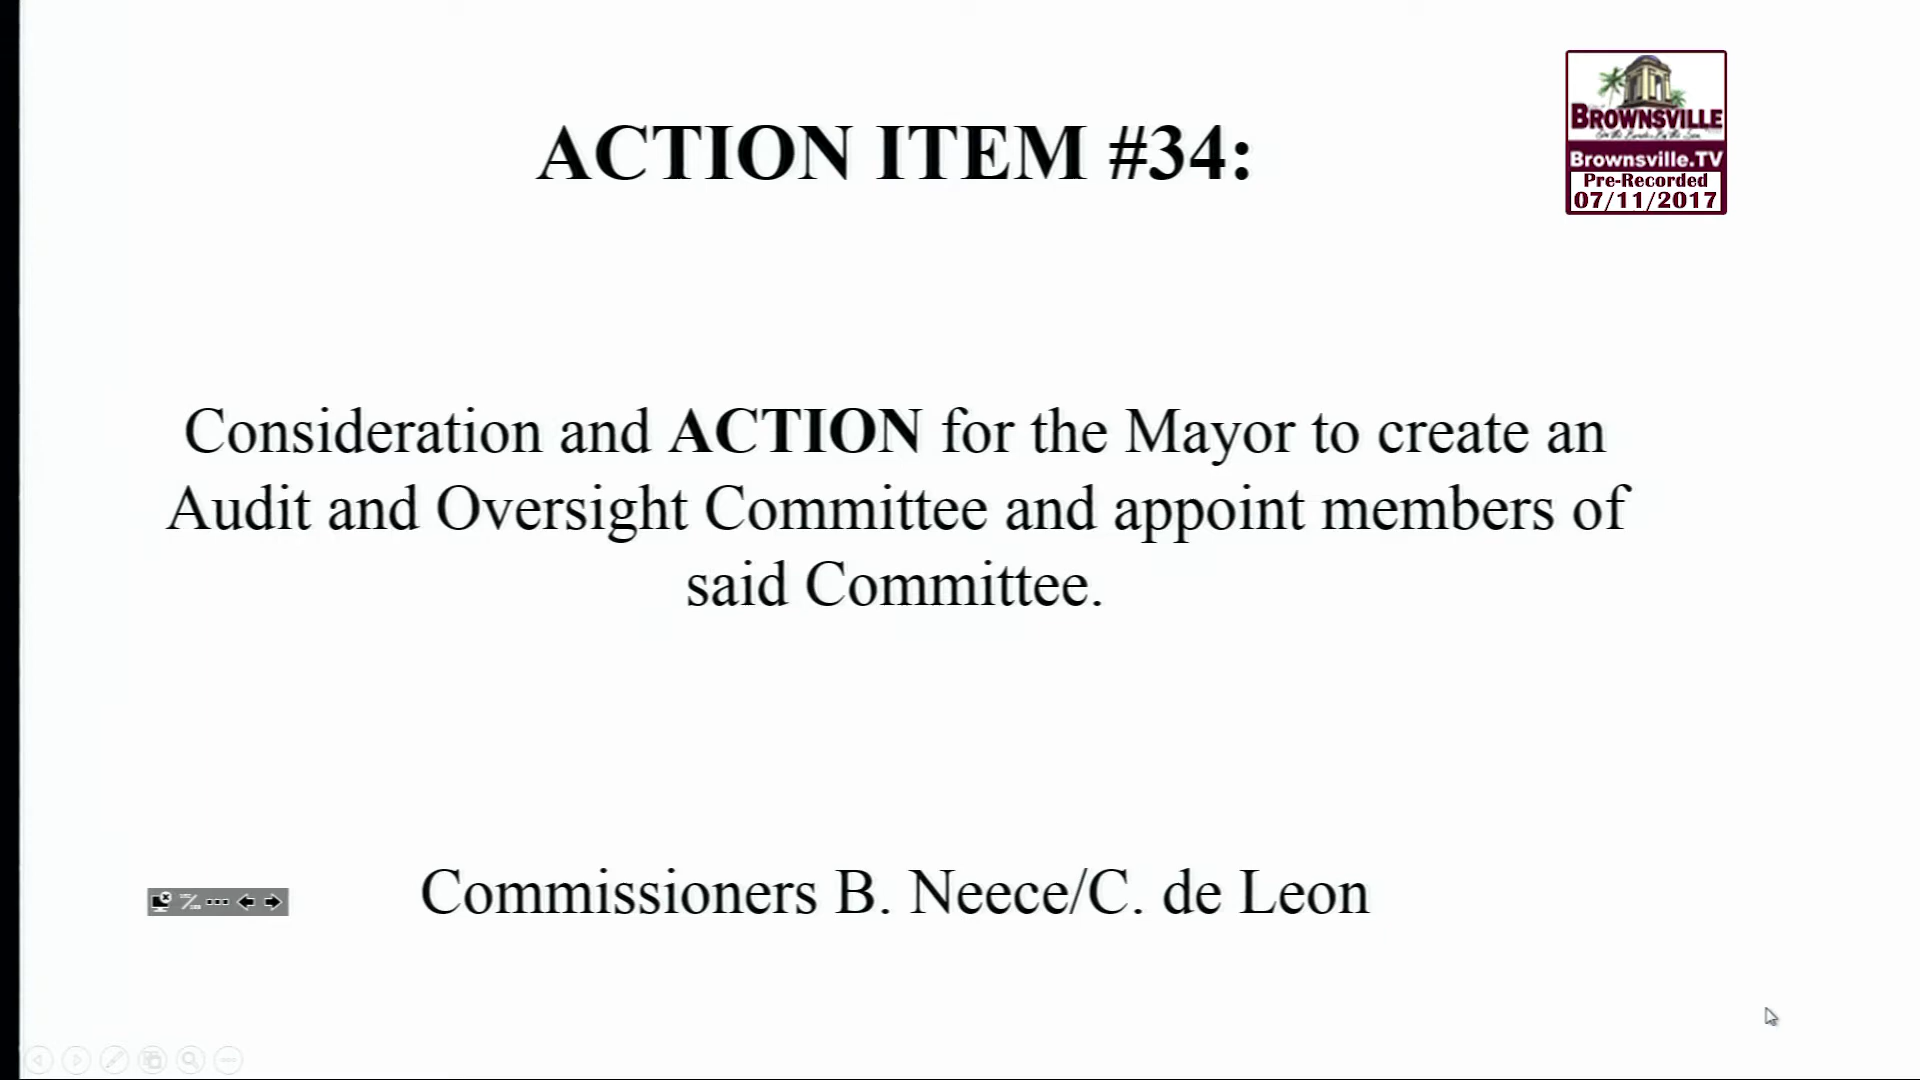 ACTION ITEM #34:
BROWNSVILLE
Brownsville.TV
Pre-Recorded
07/11/2017
Consideration and ACTION for the Mayor to create an
Audit and Oversight Committee and appoint members of
said Committee.
Commissioners B. Neece/C. de Leon